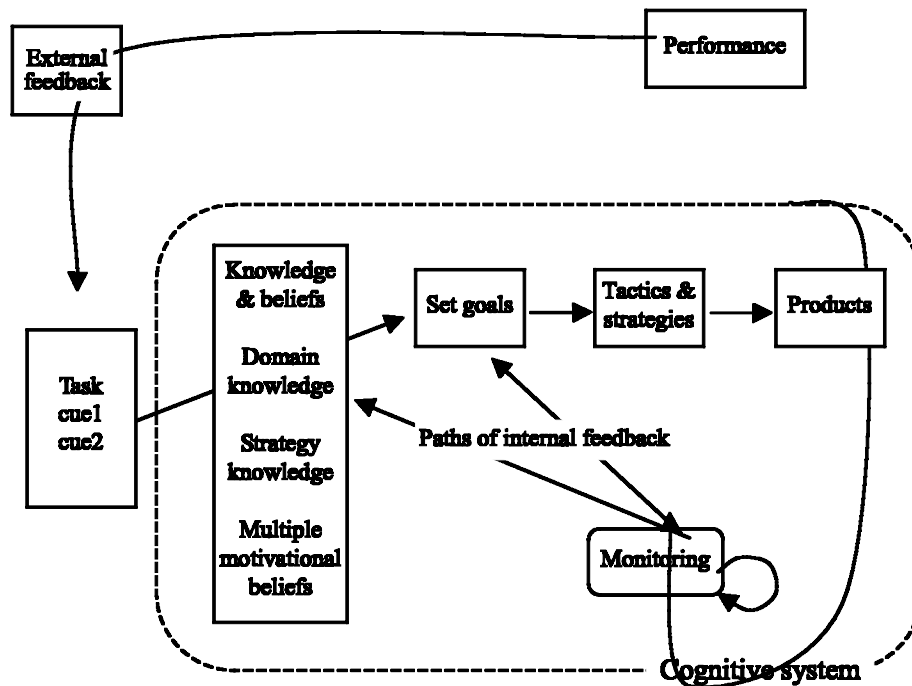 External
feedback
Performance
Knowledge
& beliefs
Domain
knowledge
Strategy
knowledge
Multiple
motivational
beliefs
Set goals
Tactics &
strategies
Products
Task
cue1
cue2
Paths of internal feedback
Monitoring
Cognitive system